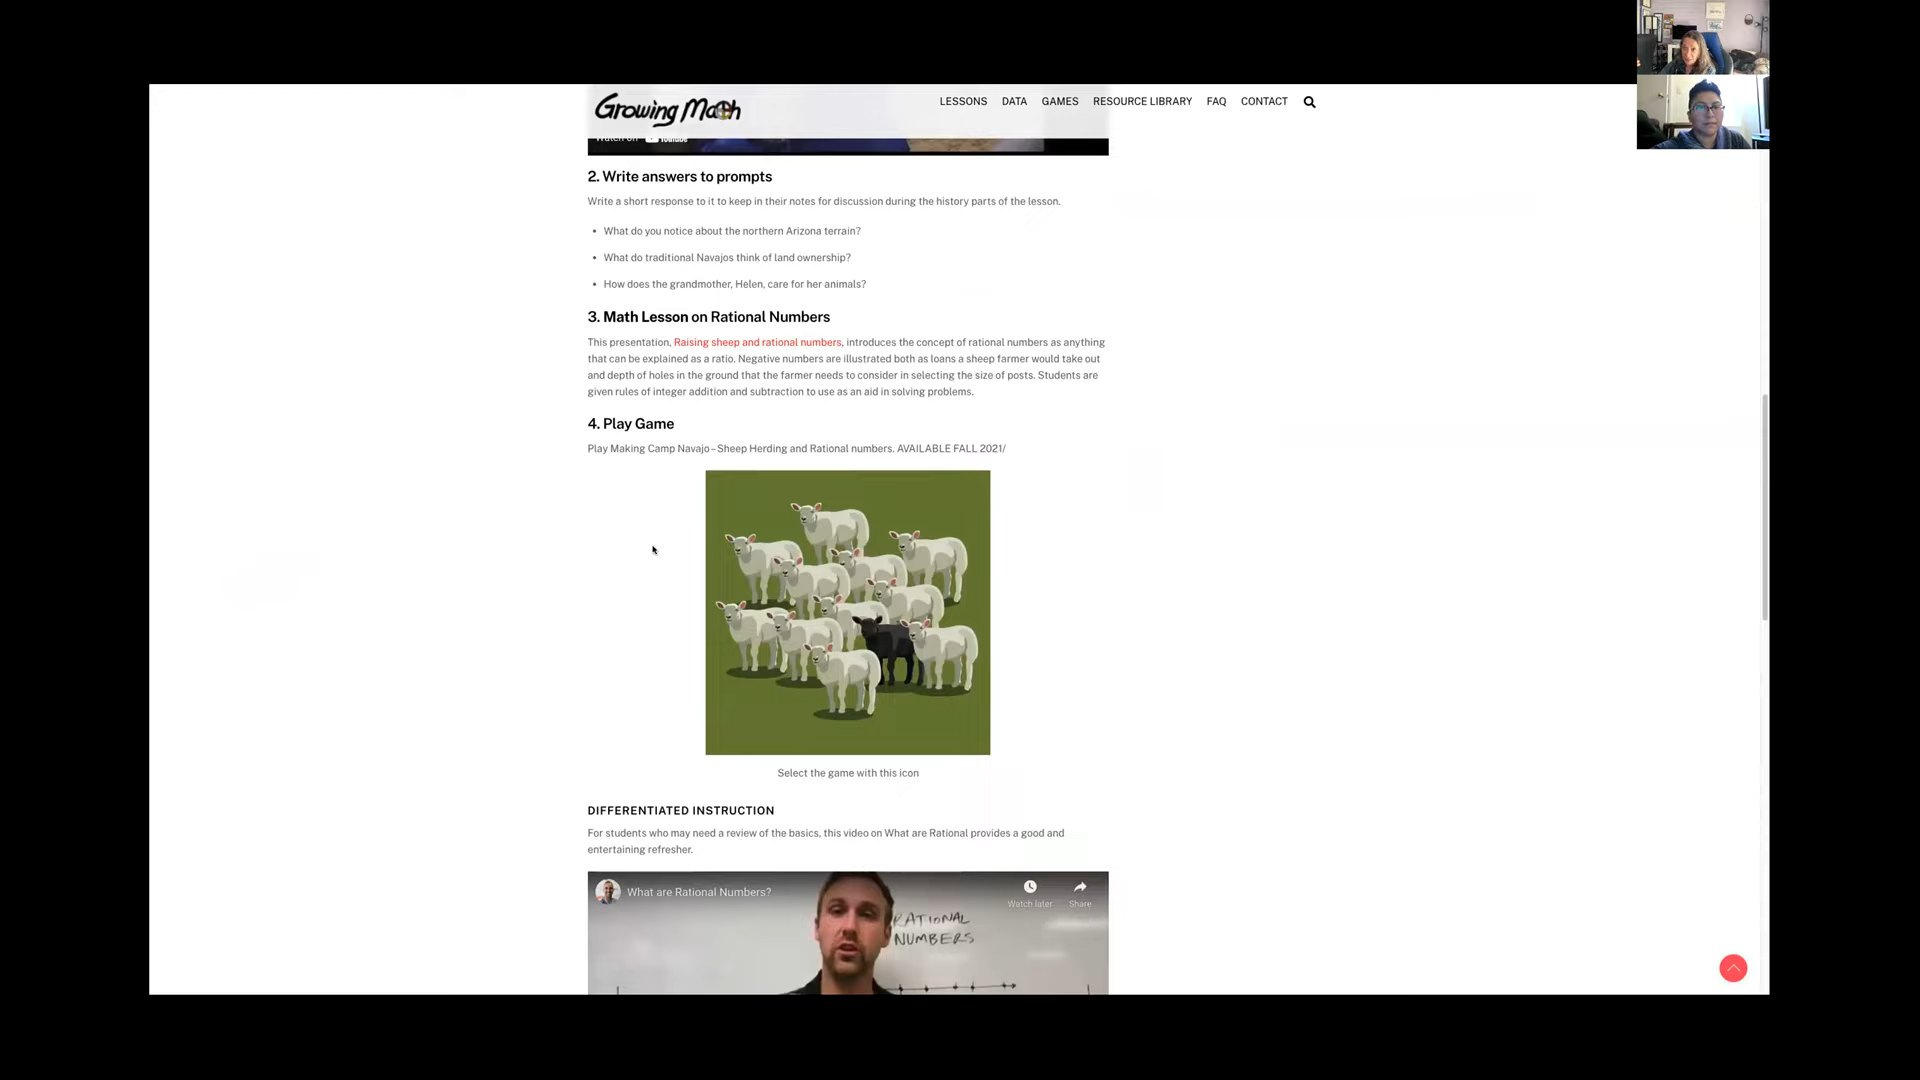 Growing Math
LESSONS DATA GAMES RESOURCE LIBRARY FAQ CONTACT
Watch on YouTube
2. Write answers to prompts
Write a short response to it to keep in their notes for discussion during the history parts of the lesson.
• What do you notice about the northern Arizona terrain?
• What do traditional Navajos think of land ownership?
• How does the grandmother, Helen, care for her animals?
3. Math Lesson on Rational Numbers
This presentation, Raising sheep and rational numbers, introduces the concept of rational numbers as anything
that can be explained as a ratio. Negative numbers are illustrated both as loans a sheep farmer would take out
and depth of holes in the ground that the farmer needs to consider in selecting the size of posts. Students are
given rules of integer addition and subtraction to use as an aid in solving problems.
4. Play Game
Play Making Camp Navajo – Sheep Herding and Rational numbers. AVAILABLE FALL 2021/
Select the game with this icon
DIFFERENTIATED INSTRUCTION
For students who may need a review of the basics, this video on What are Rational provides a good and
entertaining refresher.
What are Rational Numbers?
Watch later Share
RATIONAL
NUMBERS